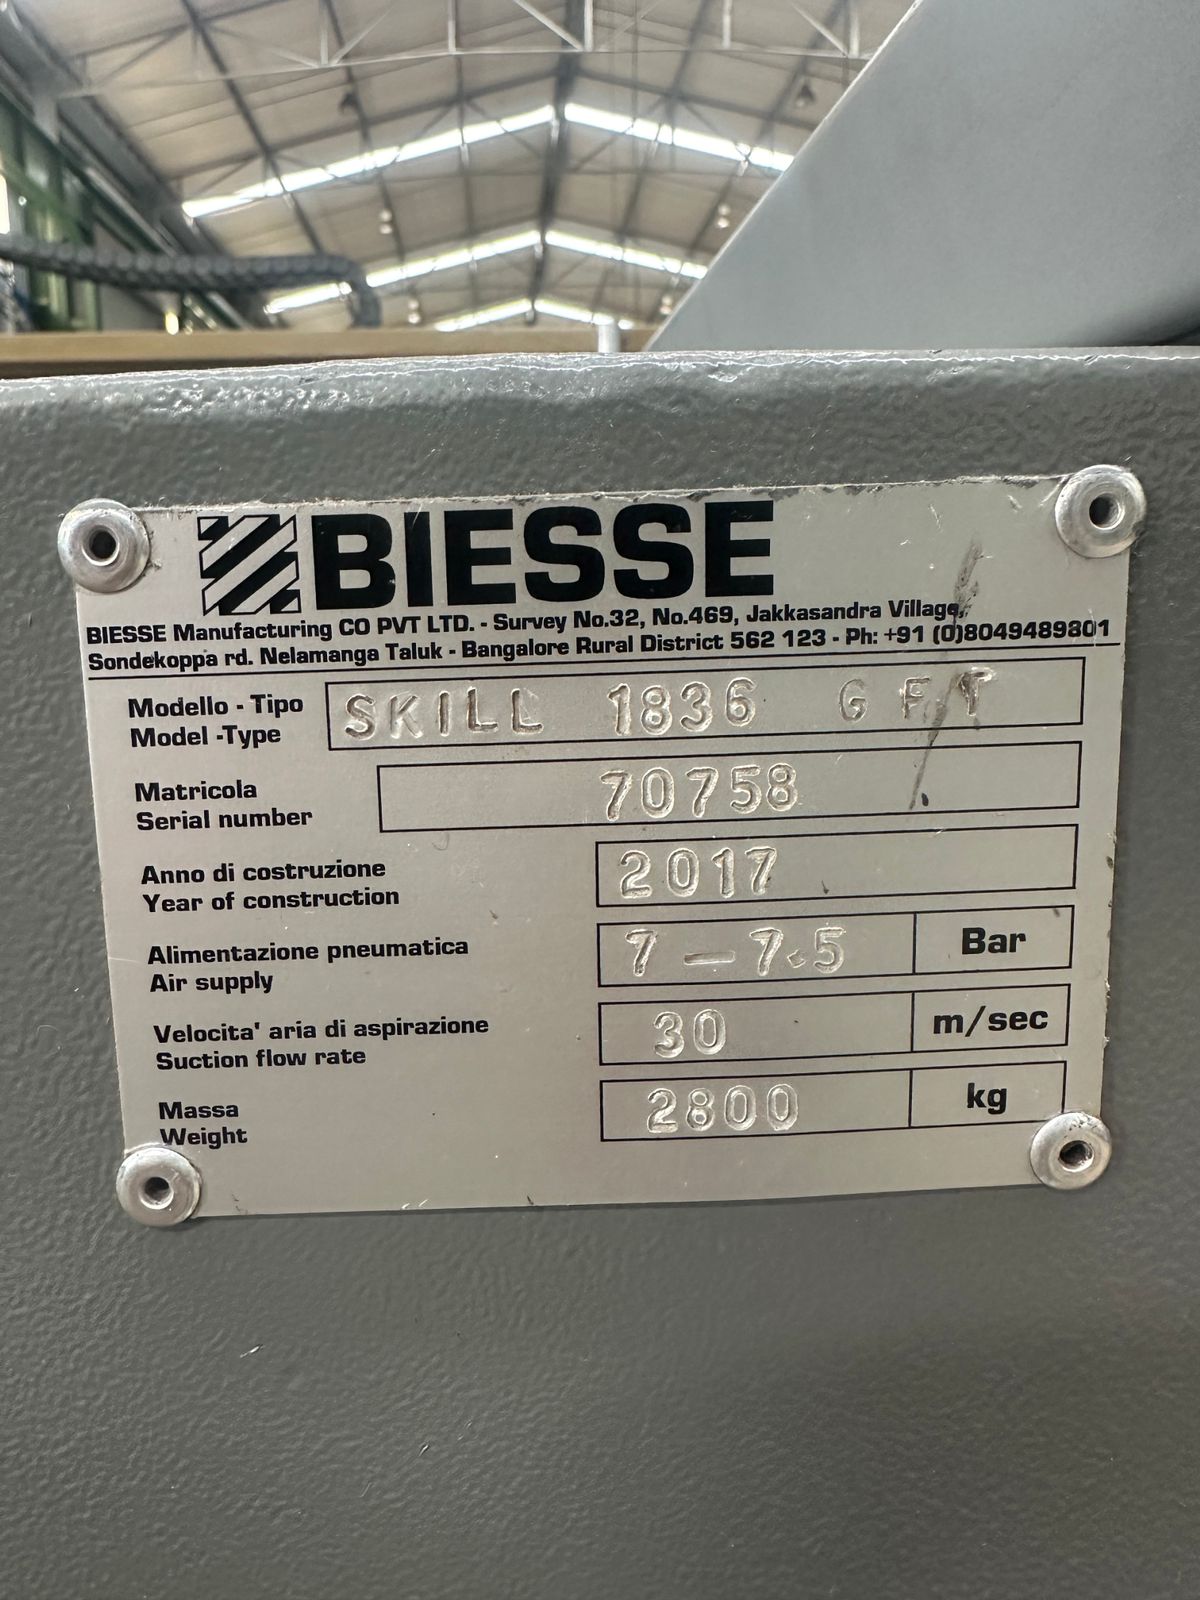 BIESSE
BIESSE Manufacturing CO PVT LTD. - Survey No.32, No.469, Jakkasandra Village,
Sondekoppa rd. Nelamanga Taluk - Bangalore Rural District 562 123 - Ph: +91 (0)8049489801
Modello - Tipo
Model -Type
SKILL 1836 G F T
Matricola
Serial number
70758
Anno di costruzione
Year of construction
2017
Alimentazione pneumatica
Air supply
7 - 7.5 Bar
Velocita' aria di aspirazione
Suction flow rate
30 m/sec
Massa
Weight
2800 kg